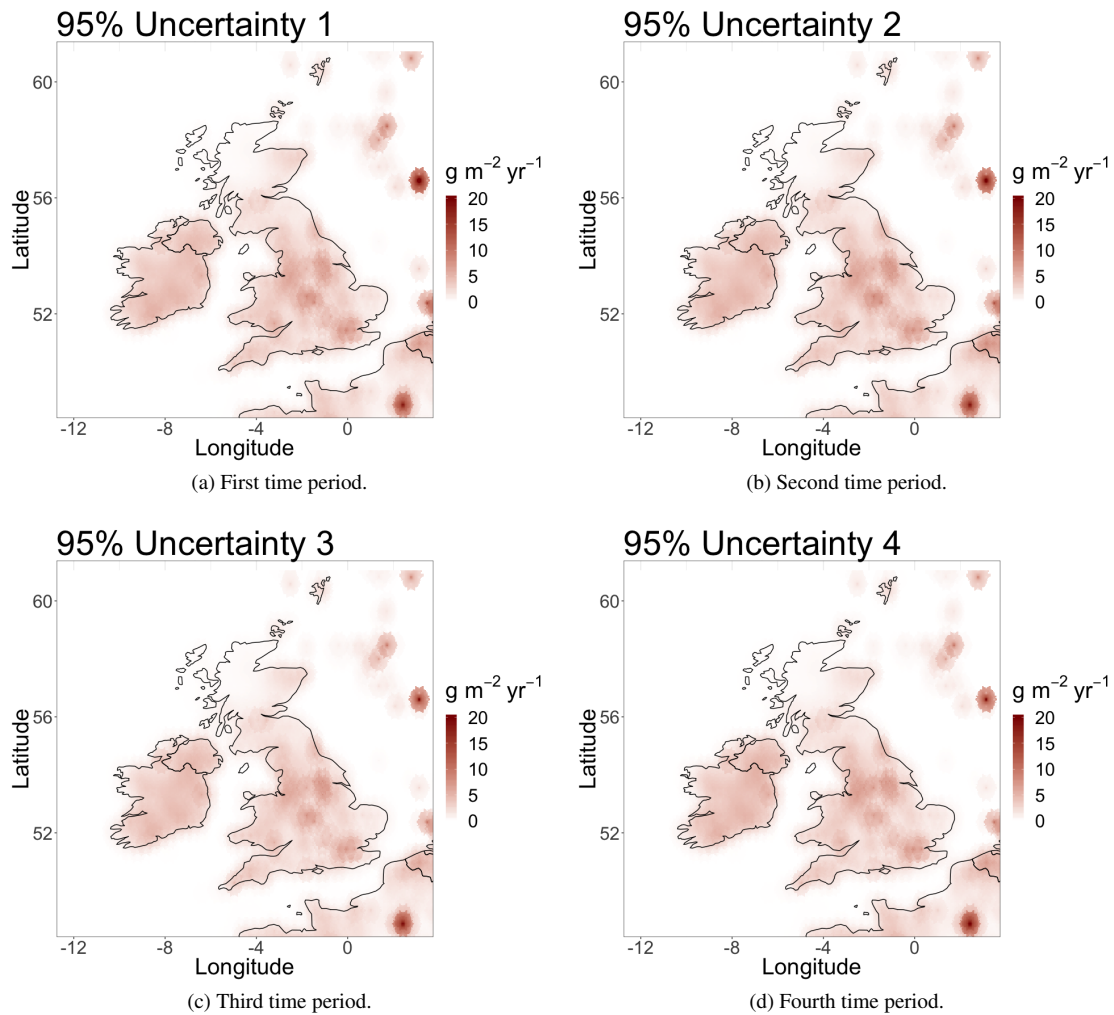 95% Uncertainty 1
60
56
52
Latitude
-12 -8 -4 0
Longitude
g m−2 yr−1
20
15
10
5
0
(a) First time period.
95% Uncertainty 2
60
56
52
Latitude
-12 -8 -4 0
Longitude
g m−2 yr−1
20
15
10
5
0
(b) Second time period.
95% Uncertainty 3
60
56
52
Latitude
-12 -8 -4 0
Longitude
g m−2 yr−1
20
15
10
5
0
(c) Third time period.
95% Uncertainty 4
60
56
52
Latitude
-12 -8 -4 0
Longitude
g m−2 yr−1
20
15
10
5
0
(d) Fourth time period.